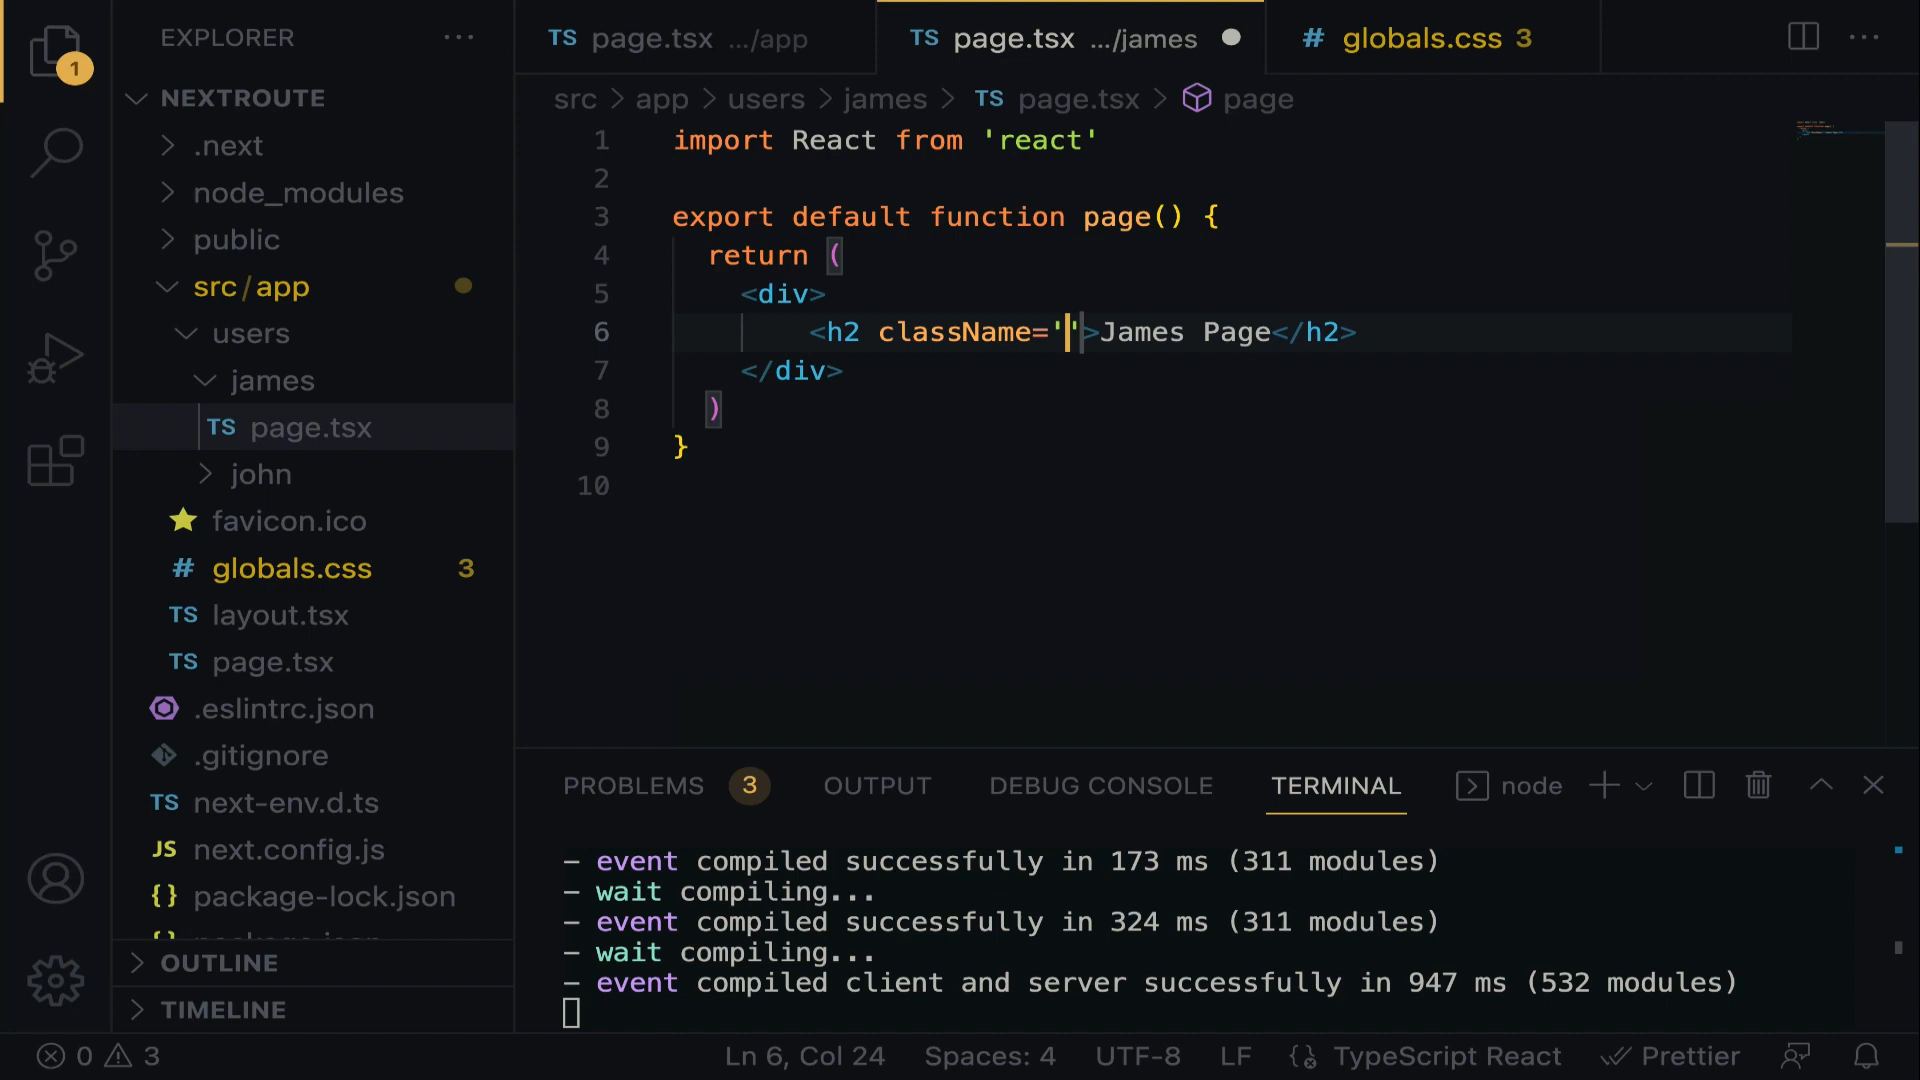 1
EXPLORER
NEXTROUTE
.next
node_modules
public
src/app
users
james
TS page.tsx
john
favicon.ico
# globals.css 3
TS layout.tsx
TS page.tsx
.eslintrc.json
.gitignore
TS next-env.d.ts
JS next.config.js
{} package-lock.json
OUTLINE
TIMELINE
TS page.tsx .../app
TS page.tsx .../james
# globals.css 3
src > app > users > james > TS page.tsx > page
1 import React from 'react'
2
3 export default function page() {
4 return (
5 <div>
6 <h2 className=''>James Page</h2>
7 </div>
8 )
9 }
10
PROBLEMS 3 OUTPUT DEBUG CONSOLE TERMINAL node
- event compiled successfully in 173 ms (311 modules)
- wait compiling...
- event compiled successfully in 324 ms (311 modules)
- wait compiling...
- event compiled client and server successfully in 947 ms (532 modules)
0 3 Ln 6, Col 24 Spaces: 4 UTF-8 LF TypeScript React Prettier